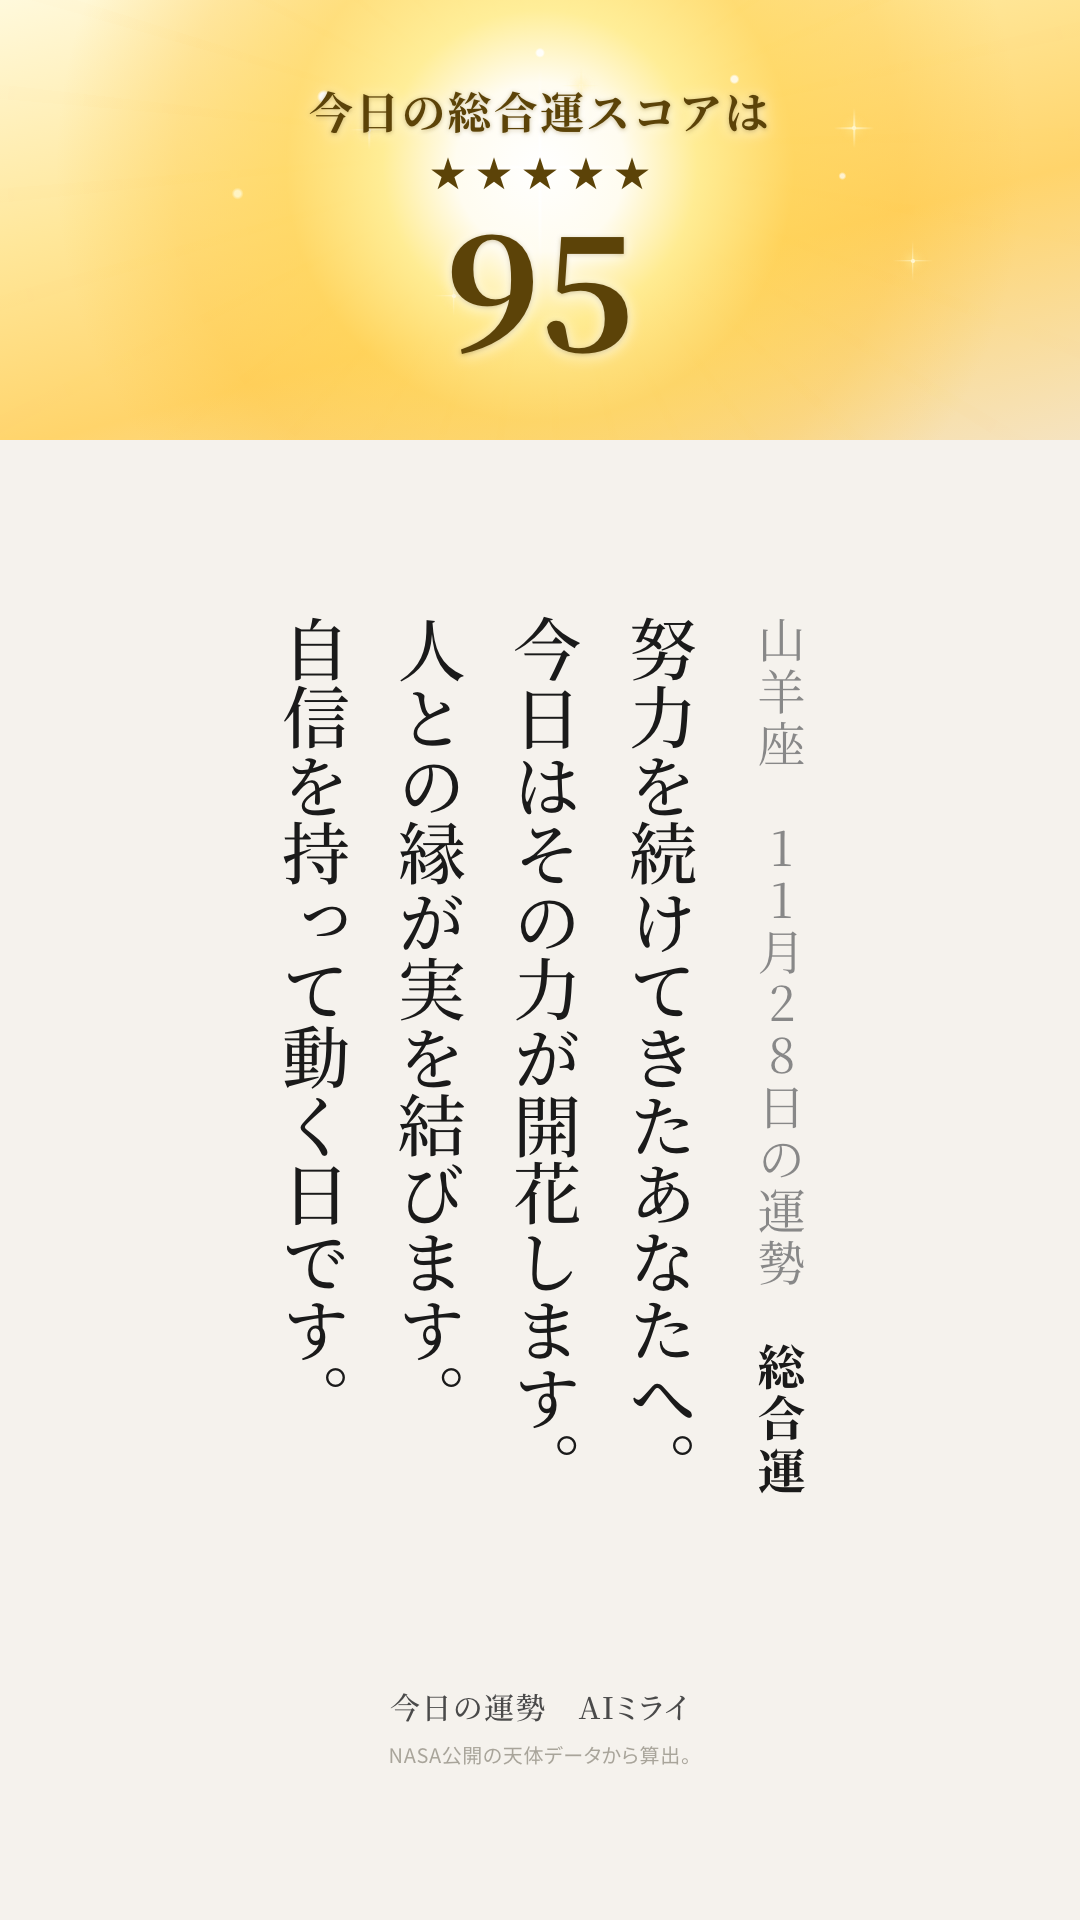 今日の総合運スコアは
★★★★★
95
山羊座　11月28日の運勢　総合運
努力を続けてきたあなたへ。
今日はその力が開花します。
人との縁が実を結びます。
自信を持って動く日です。
今日の運勢　AIミライ
NASA公開の天体データから算出。